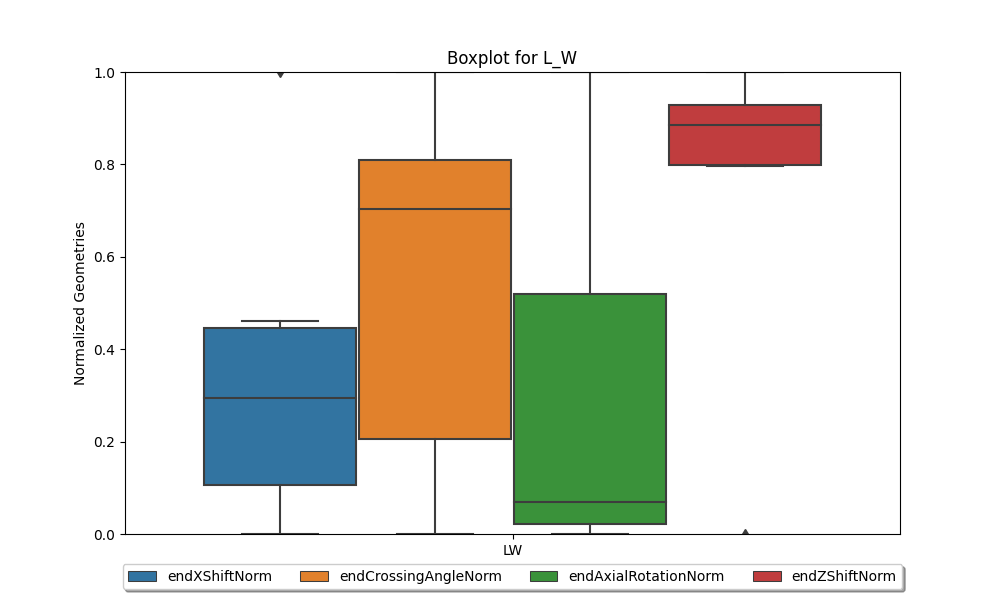 Boxplot for L_W
1.0
0.8
0.6
0.4
0.2
0.0
Normalized Geometries
LW
endXShiftNorm endCrossingAngleNorm endAxialRotationNorm endZShiftNorm